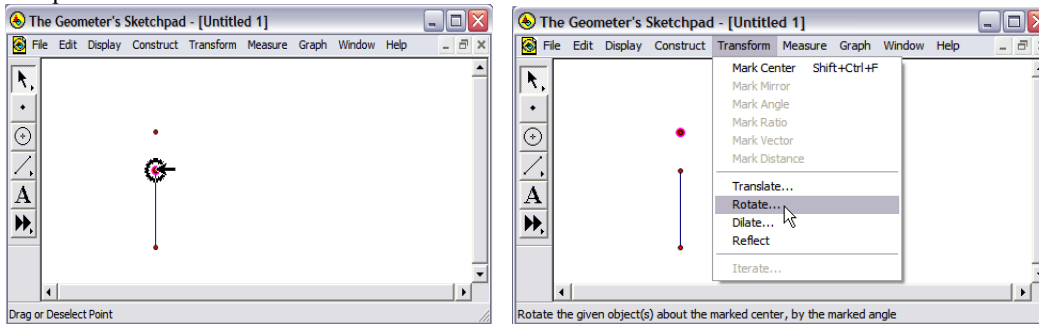 The Geometer's Sketchpad - [Untitled 1]
File Edit Display Construct Transform Measure Graph Window Help
A
Drag or Deselect Point
The Geometer's Sketchpad - [Untitled 1]
File Edit Display Construct Transform Measure Graph Window Help
Mark Center Shift+Ctrl+F
Mark Mirror
Mark Angle
Mark Ratio
Mark Vector
Mark Distance
Translate...
Rotate...
Dilate...
Reflect
Iterate...
A
Rotate the given object(s) about the marked center, by the marked angle